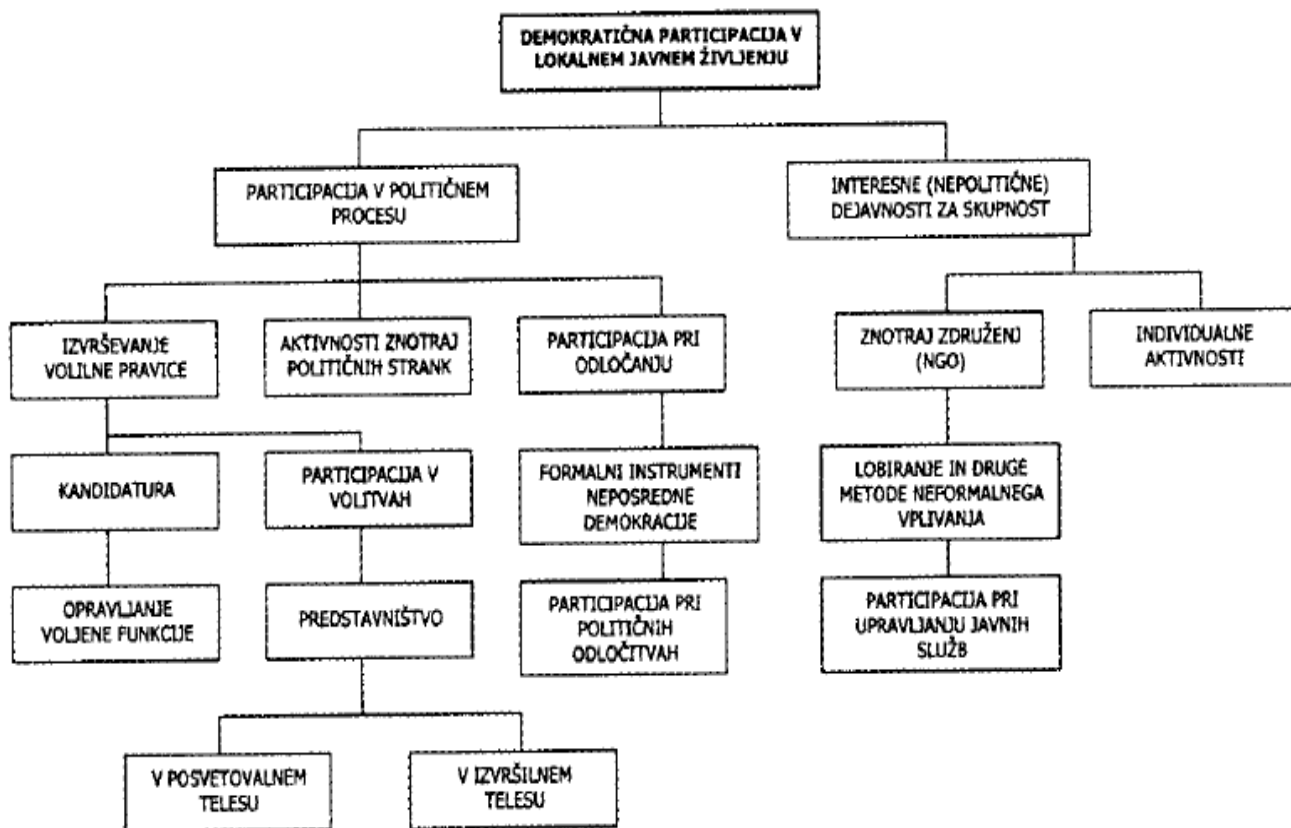 DEMOKRATIČNA PARTICIPACIJA V
LOKALNEM JAVNEM ŽIVLJENJU
PARTICIPACIJA V POLITIČNEM
PROCESU
INTERESNE (NEPOLITIČNE)
DEJAVNOSTI ZA SKUPNOST
IZVRŠEVANJE
VOLILNE PRAVICE
AKTIVNOSTI ZNOTRAJ
POLITIČNIH STRANK
PARTICIPACIJA PRI
ODLOČANJU
ZNOTRAJ ZDRUŽENJ
(NGO)
INDIVIDUALNE
AKTIVNOSTI
KANDIDATURA
PARTICIPACIJA V
VOLITVAH
FORMALNI INSTRUMENTI
NEPOSREDNE
DEMOKRACIJE
LOBIRANJE IN DRUGE
METODE NEFORMALNEGA
VPLIVANJA
OPRAVLJANJE
VOLJENE FUNKCIJE
PREDSTAVNIŠTVO
PARTICIPACIJA PRI
POLITIČNIH
ODLOČITVAH
PARTICIPACIJA PRI
UPRAVLJANJU JAVNIH
SLUŽB
V POSVETOVALNEM
TELESU
V IZVRŠILNEM
TELESU